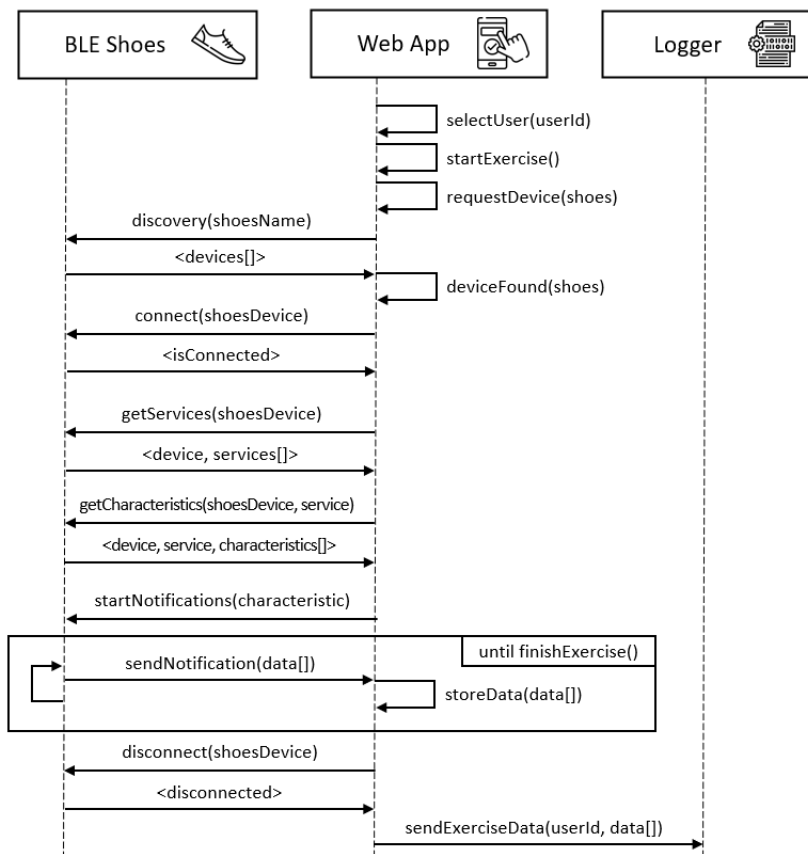 BLE Shoes
Web App
Logger
selectUser(userId)
startExercise()
requestDevice(shoes)
discovery(shoesName)
<devices[]>
deviceFound(shoes)
connect(shoesDevice)
<isConnected>
getServices(shoesDevice)
<device, services[]>
getCharacteristics(shoesDevice, service)
<device, service, characteristics[]>
startNotifications(characteristic)
until finishExercise()
sendNotification(data[])
storeData(data[])
disconnect(shoesDevice)
<disconnected>
sendExerciseData(userId, data[])